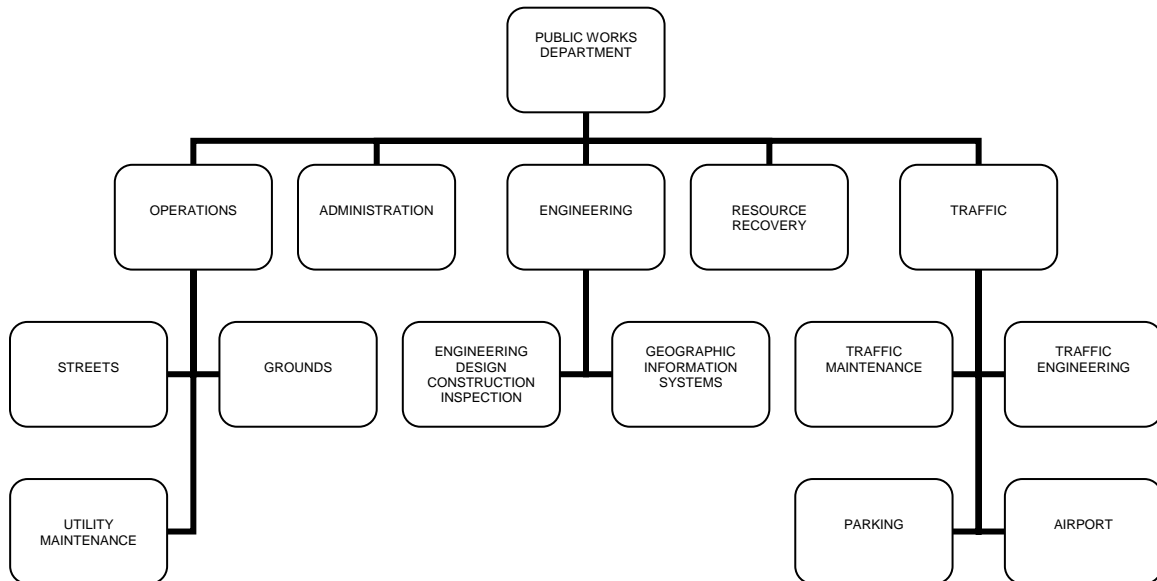 PUBLIC WORKS
DEPARTMENT
OPERATIONS
ADMINISTRATION
ENGINEERING
RESOURCE
RECOVERY
TRAFFIC
STREETS
GROUNDS
ENGINEERING
DESIGN
CONSTRUCTION
INSPECTION
GEOGRAPHIC
INFORMATION
SYSTEMS
TRAFFIC
MAINTENANCE
TRAFFIC
ENGINEERING
UTILITY
MAINTENANCE
PARKING
AIRPORT